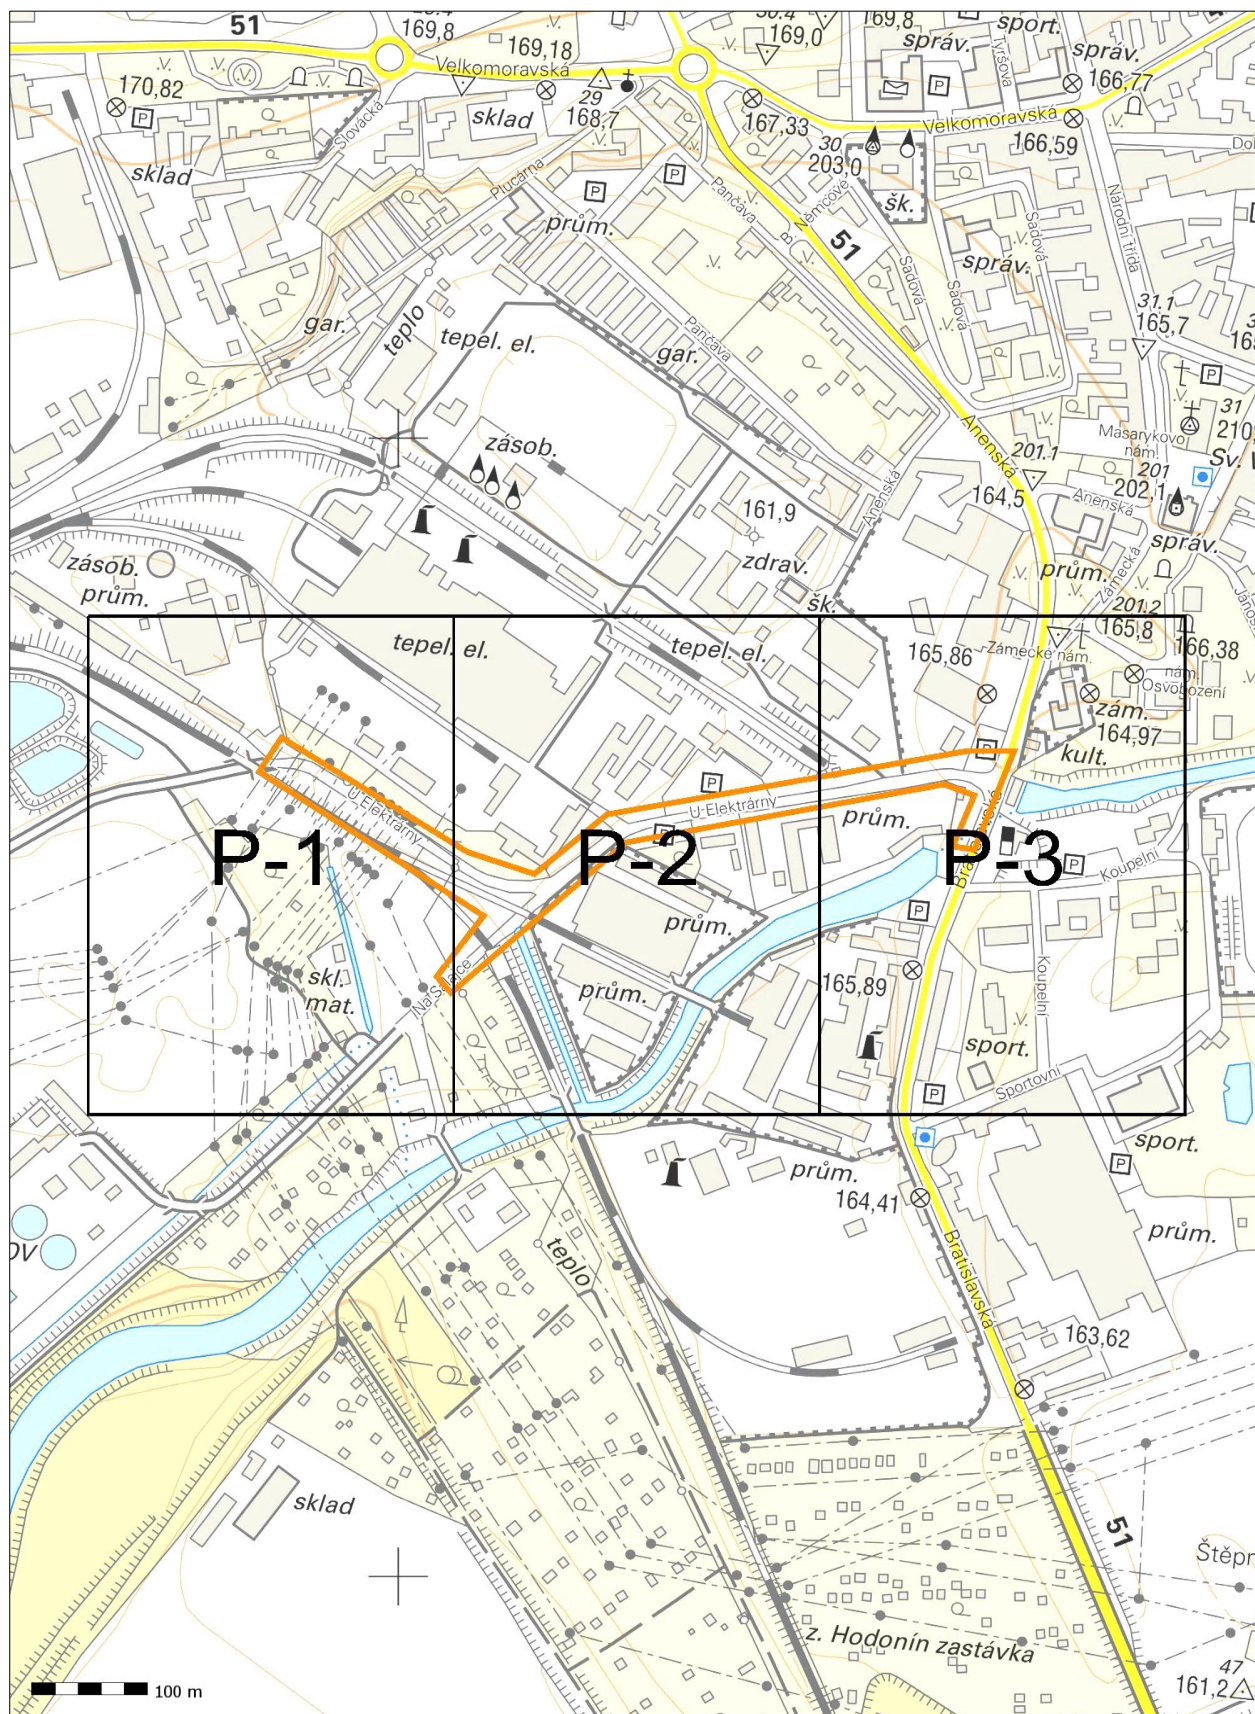 51
169,8
169,18
Velkomoravská
170,82
P
sklad
Slovácká
29
168,7
sklad
Plucárna
P
P
prům.
169,0
169,8
sport.
správ.
správ.
Tyršova
P
166,77
167,33
Velkomoravská
166,59
30
203,0
šk.
Němcové
B.
Pančava
51
Sadová
Sadová
Sadová
správ.
Národní třída
31.1
165,7
P
31
210,
Masarykovo
nám.
201
202,1
Sv. V
gar.
teplo
tepel. el.
Pančava
gar.
Anenská
201.1
164,5
Anenská
správ.
zásob.
161,9
Anenská
zdrav.
šk.
prům.
Zámecká
201.2
165,8
166,38
zásob.
prům.
tepel. el.
tepel. el.
165,86
Zámecké nám.
nám.
Osvobození
zám.
164,97
kult.
P
P
U Elektrárny
U Elektrárny
P
prům.
P-1
P-2
P-3
P
Koupelní
P
prům.
prům.
skl.
mat.
165,89
Koupelní
sport.
Sportovní
P
sport.
P
prům.
164,41
prům.
teplo
Bratislavská
163,62
sklad
51
z. Hodonín zastávka
47
161,2
100 m